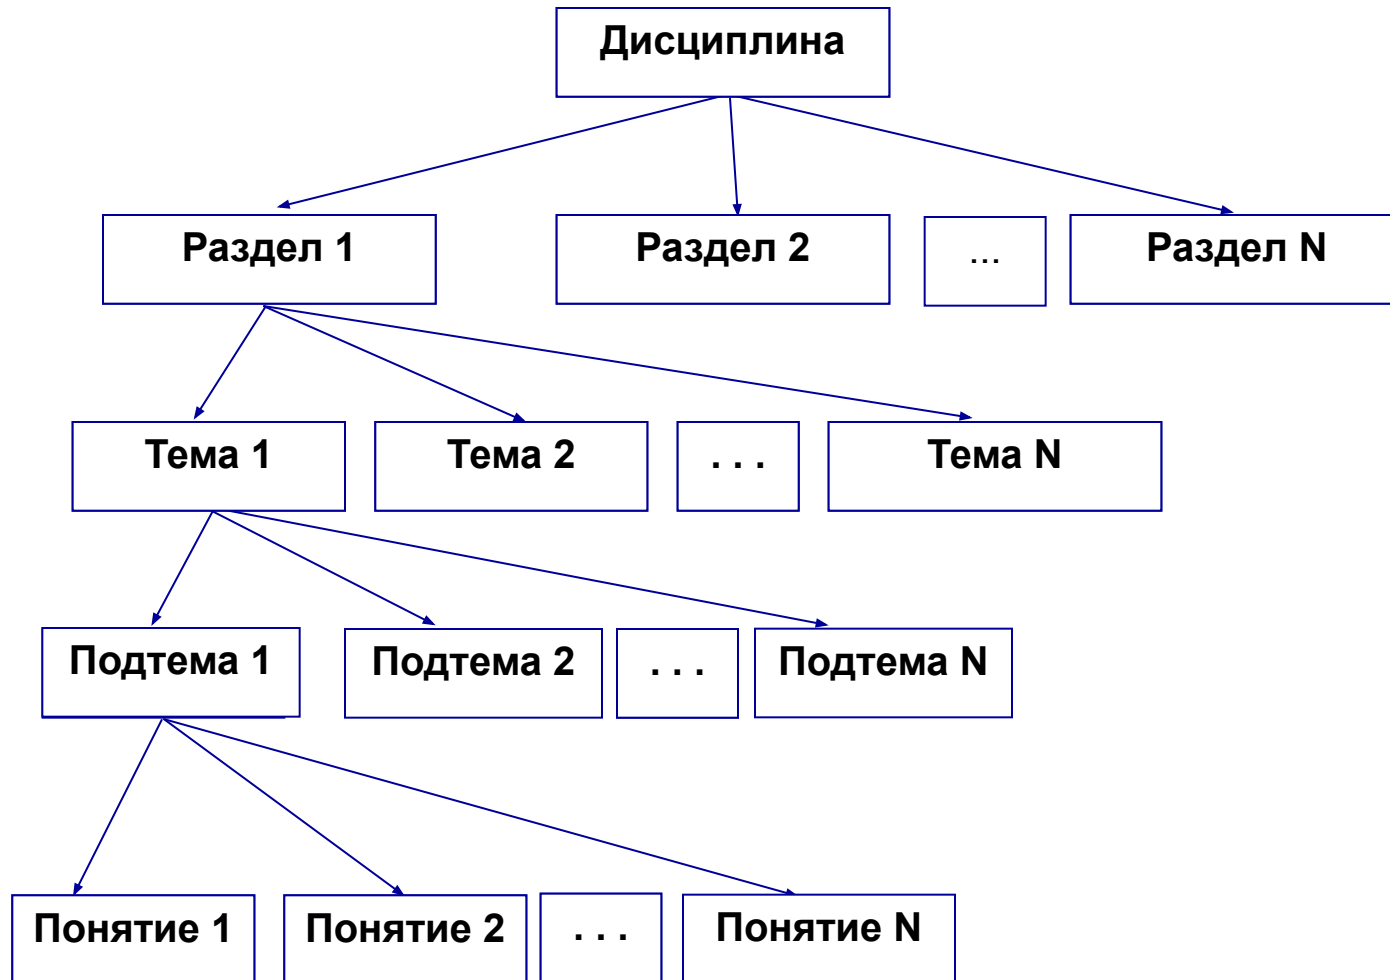 Дисциплина
Раздел 1
Раздел 2
...
Раздел N
Тема 1
Тема 2
. . .
Тема N
Подтема 1
Подтема 2
. . .
Подтема N
Понятие 1
Понятие 2
. . .
Понятие N